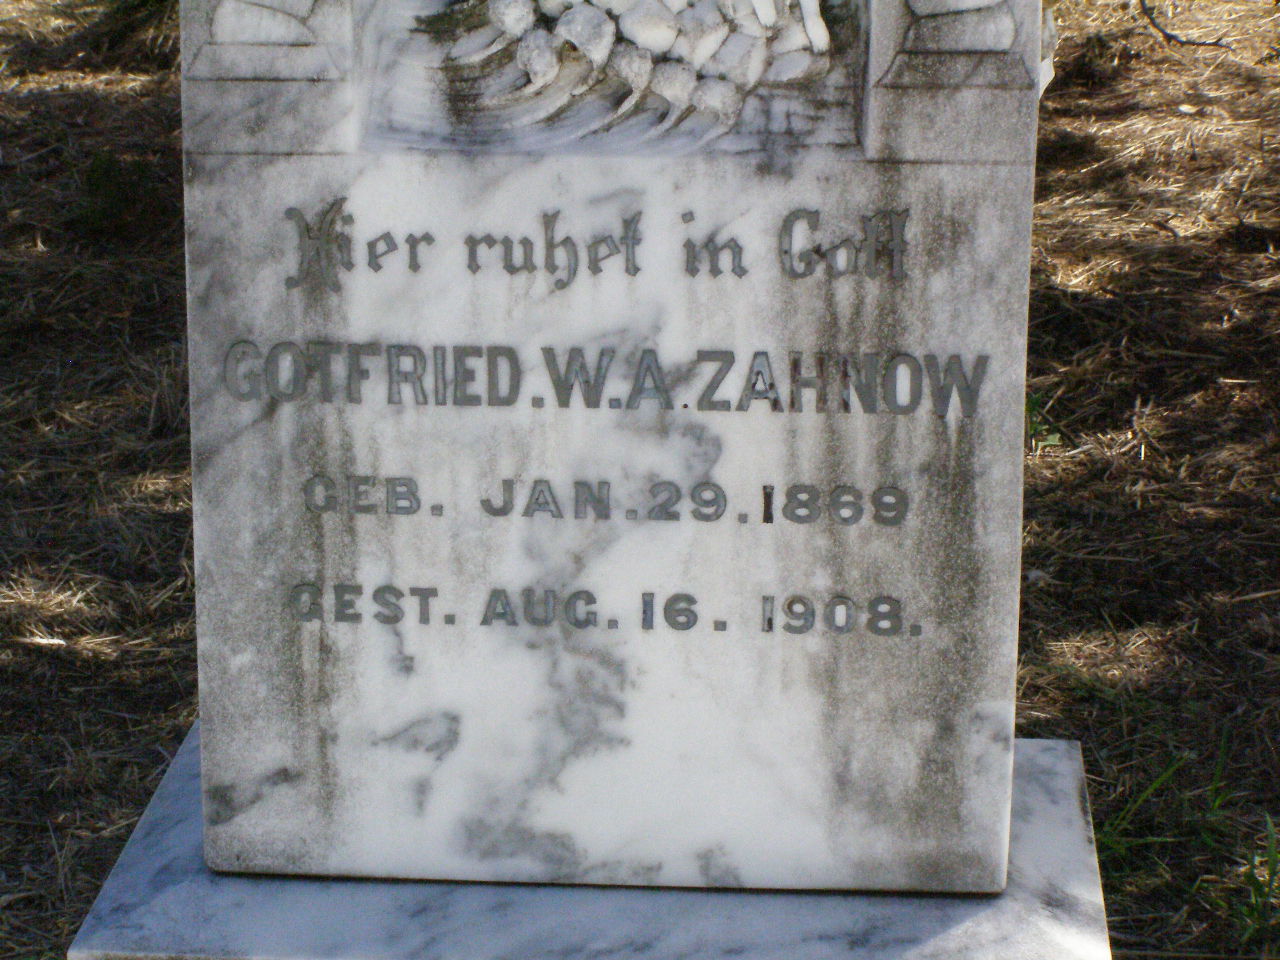 Hier ruhet in Gott
GOTFRIED.W.A.ZAHNOW
GEB. JAN.29.1869
GEST. AUG.16.1908.